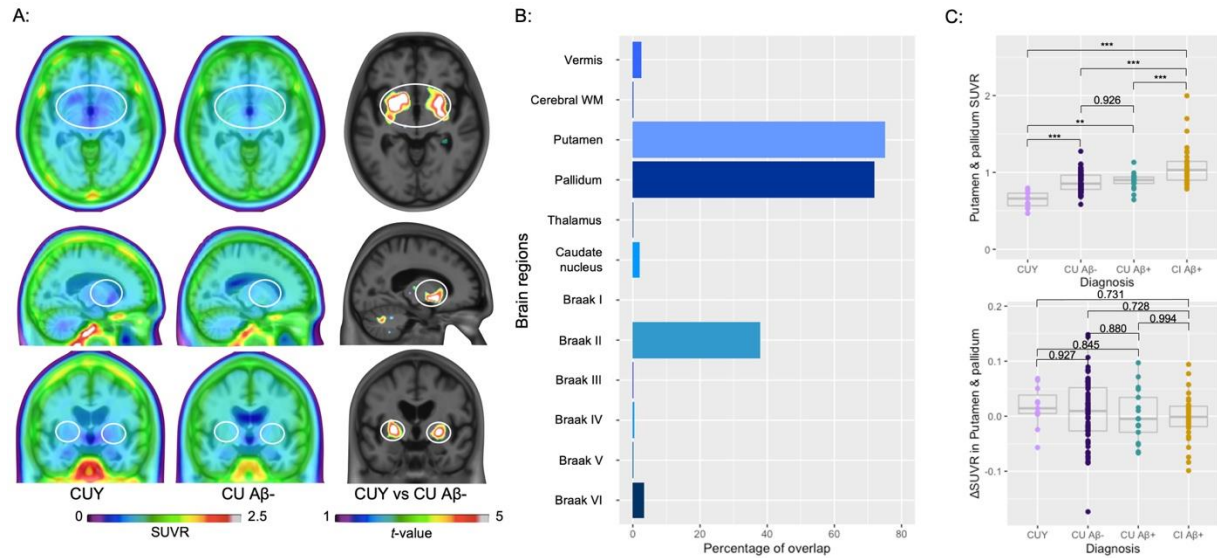 A:
CUY
CU Aβ-
CUY vs CU Aβ-
0
2.5
SUVR
1
5
t-value
B:
Brain regions
Vermis
Cerebral WM
Putamen
Pallidum
Thalamus
Caudate
nucleus
Braak I
Braak II
Braak III
Braak IV
Braak V
Braak VI
0
20
40
60
80
Percentage of overlap
C:
Putamen & pallidum SUVR
2
1
0
***
***
***
0.926
**
***
CUY
CU Aβ-
CU Aβ+
CI Aβ+
Diagnosis
ΔSUVR in Putamen & pallidum
0.2
0.1
0.0
-0.1
0.731
0.728
0.994
0.880
0.845
0.927
CUY
CU Aβ-
CU Aβ+
CI Aβ+
Diagnosis